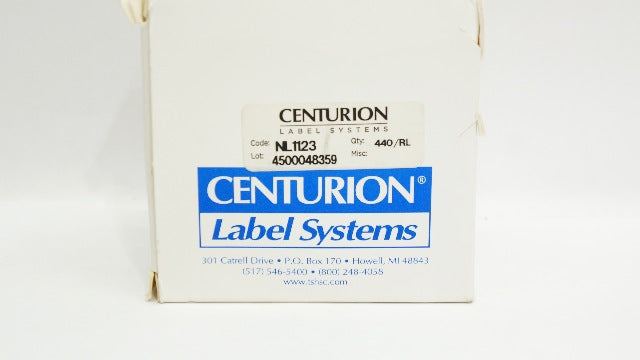 CENTURION
LABEL SYSTEMS
Code: NL1123 Qty: 440/RL
Lot: 4500048359 Misc:
CENTURION®
Label Systems
301 Catrell Drive • P.O. Box 170 • Howell, MI 48843
(517) 546-5400 • (800) 248-4058
www.tshsc.com